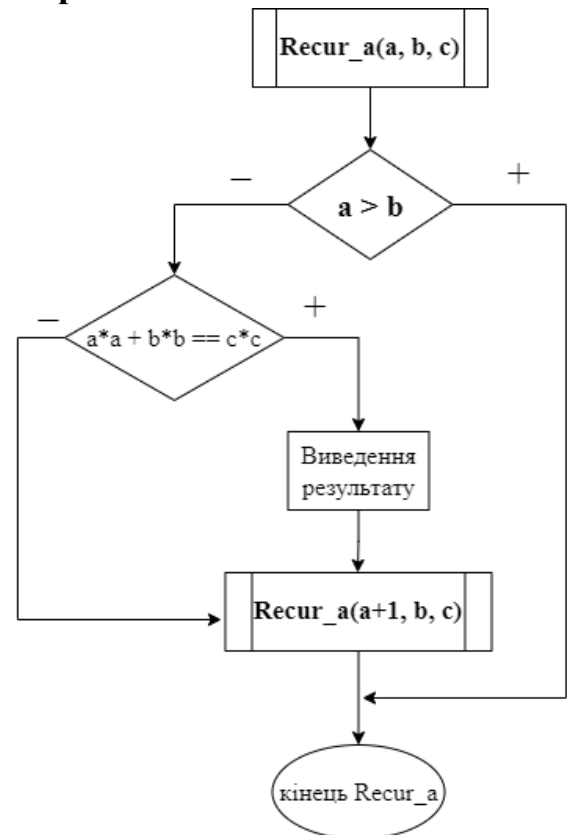 Recur_a(a, b, c)
−
+
a > b
−
+
a*a + b*b == c*c
Виведення
результату
Recur_a(a+1, b, c)
кінець Recur_a